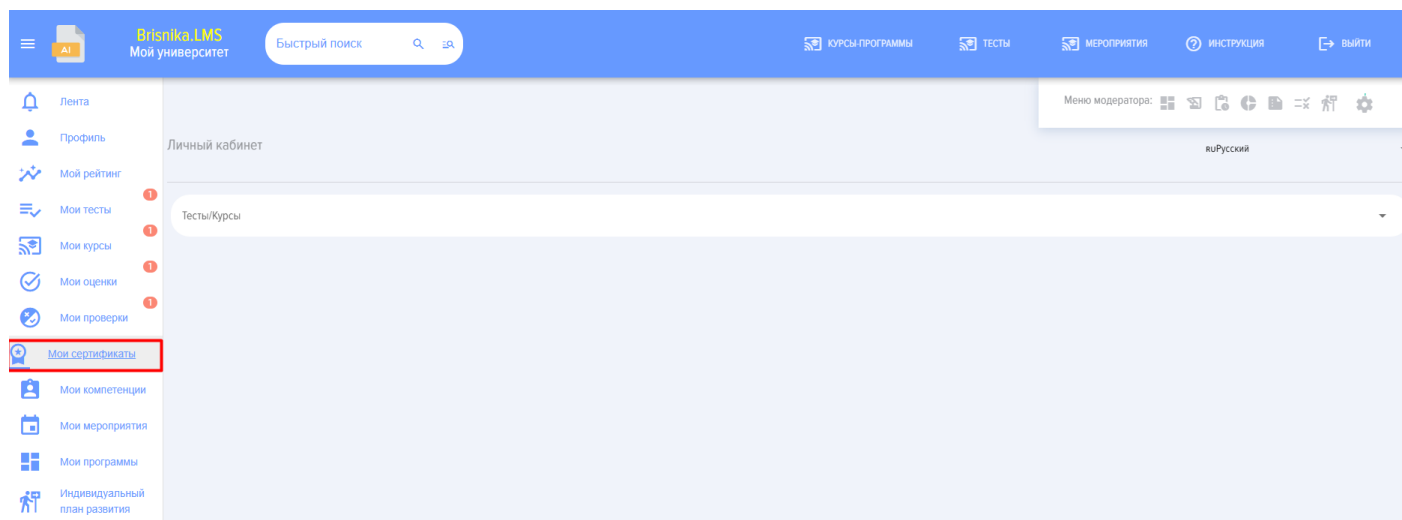 Brisnika.LMS
Мой университет
Быстрый поиск
КУРСЫ-ПРОГРАММЫ
ТЕСТЫ
МЕРОПРИЯТИЯ
ИНСТРУКЦИЯ
ВЫЙТИ
AI
Меню модератора:
Лента
Профиль
Личный кабинет
RUРусский
Мой рейтинг
1
Мои тесты
Тесты/Курсы
1
Мои курсы
1
Мои оценки
1
Мои проверки
Мои сертификаты
Мои компетенции
Мои мероприятия
Мои программы
Индивидуальный
план развития